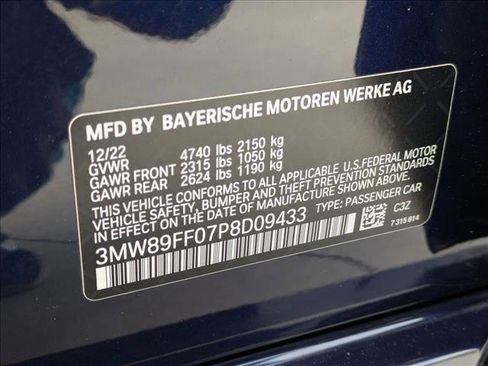 MFD BY BAYERISCHE MOTOREN WERKE AG
12/22
GVWR 4740 lbs 2150 kg
GAWR FRONT 2315 lbs 1050 kg
GAWR REAR 2624 lbs 1190 kg
THIS VEHICLE CONFORMS TO ALL APPLICABLE U.S.FEDERAL MOTOR
VEHICLE SAFETY, BUMPER, AND THEFT PREVENTION STANDARDS
IN EFFECT ON THE DATE OF MANUFACTURE SHOWN ABOVE.
3MW89FF07P8D09433 TYPE: PASSENGER CAR
C3Z
7 315 614